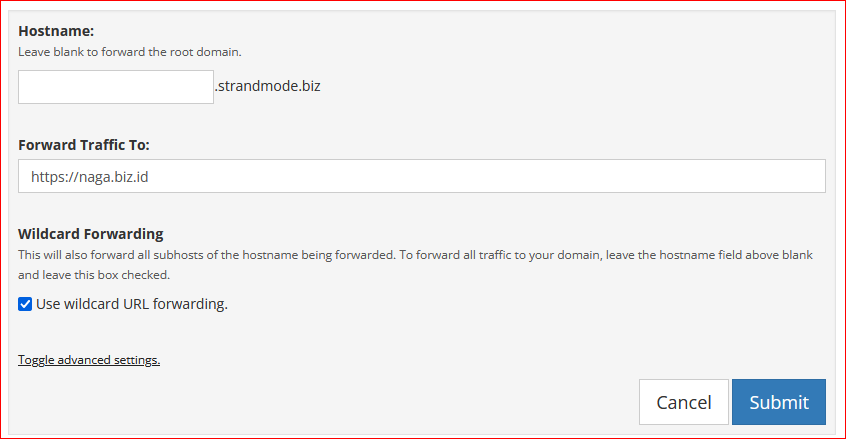 Hostname:
Leave blank to forward the root domain.
.strandmode.biz
Forward Traffic To:
https://naga.biz.id
Wildcard Forwarding
This will also forward all subhosts of the hostname being forwarded. To forward all traffic to your domain, leave the hostname field above blank
and leave this box checked.
Use wildcard URL forwarding.
Toggle advanced settings.
Cancel Submit